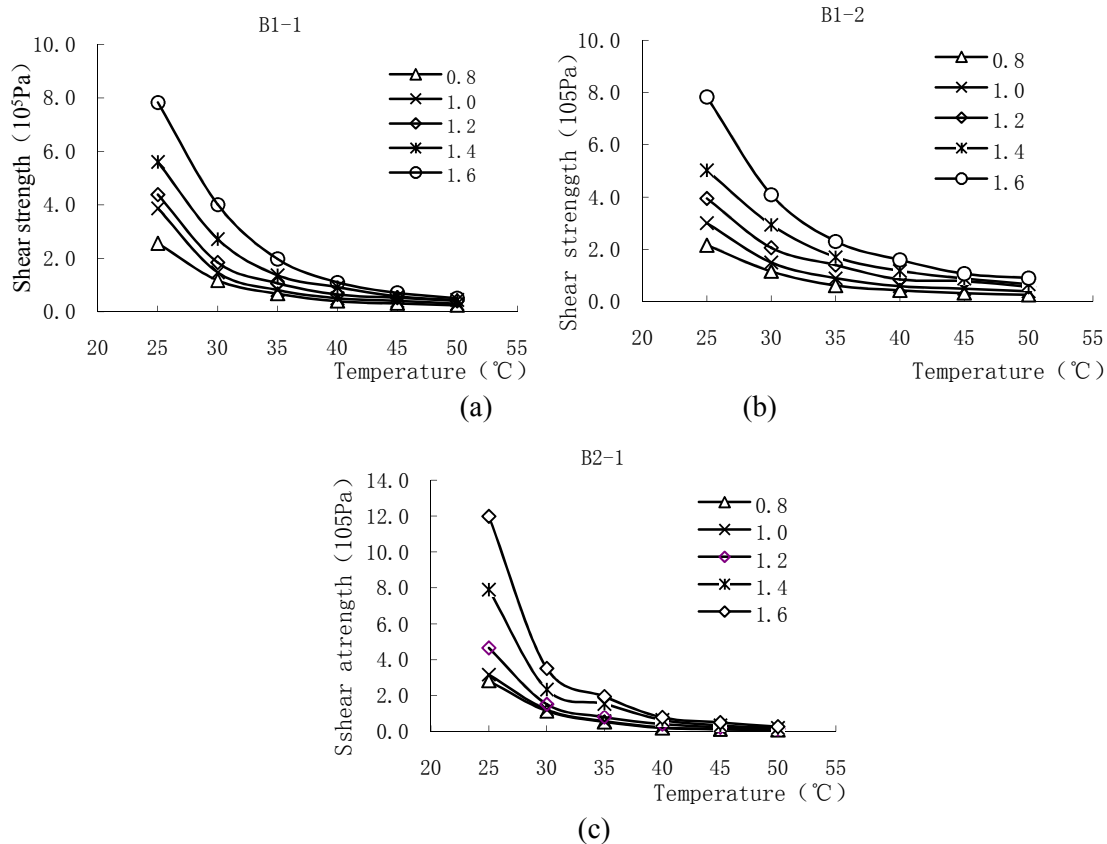 B1-1
Shear strength（10⁵Pa）
10.0
8.0
6.0
4.0
2.0
0.0
20 25 30 35 40 45 50 55
Temperature（℃）
0.8
1.0
1.2
1.4
1.6
(a)
B1-2
Shear strenggth（105Pa）
10.0
8.0
6.0
4.0
2.0
0.0
20 25 30 35 40 45 50 55
Temperature（℃）
0.8
1.0
1.2
1.4
1.6
(b)
B2-1
Sshear atrength（105Pa）
14.0
12.0
10.0
8.0
6.0
4.0
2.0
0.0
20 25 30 35 40 45 50 55
Temperature（℃）
0.8
1.0
1.2
1.4
1.6
(c)